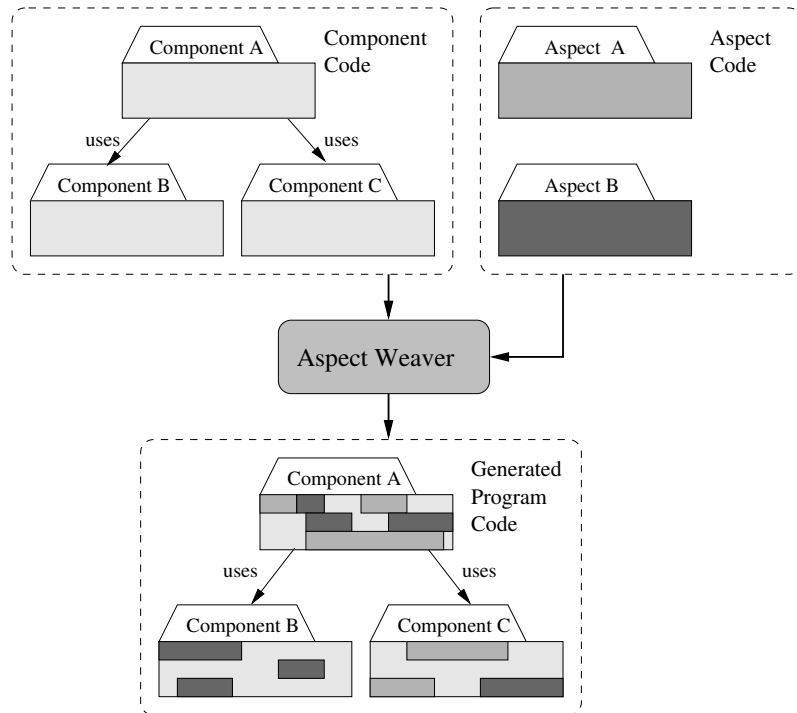 Component A
Component
Code
uses
uses
Component B
Component C
Aspect A
Aspect
Code
Aspect B
Aspect Weaver
Component A
Generated
Program
Code
uses
uses
Component B
Component C